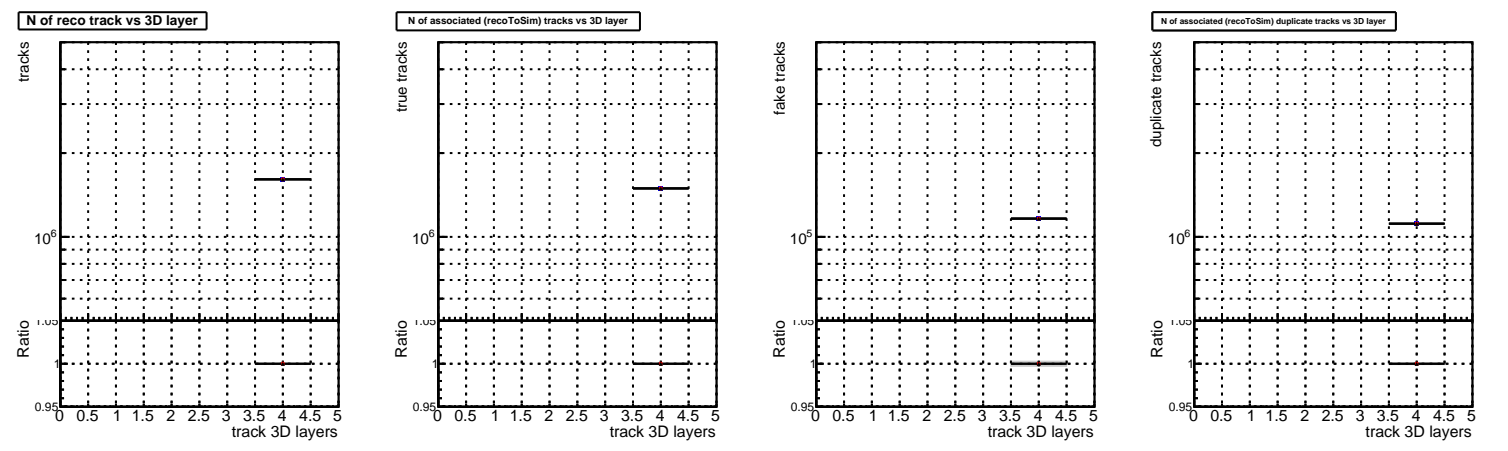 N of reco track vs 3D layer
tracks
10^6
Ratio
1.05
1
0.95
0 0.5 1 1.5 2 2.5 3 3.5 4 4.5 5
track 3D layers
N of associated (recoToSim) tracks vs 3D layer
true tracks
10^6
Ratio
1.05
1
0.95
0 0.5 1 1.5 2 2.5 3 3.5 4 4.5 5
track 3D layers
fake tracks
10^5
Ratio
1.05
1
0.95
0 0.5 1 1.5 2 2.5 3 3.5 4 4.5 5
track 3D layers
N of associated (recoToSim) duplicate tracks vs 3D layer
duplicate tracks
10^6
Ratio
1.05
1
0.95
0 0.5 1 1.5 2 2.5 3 3.5 4 4.5 5
track 3D layers